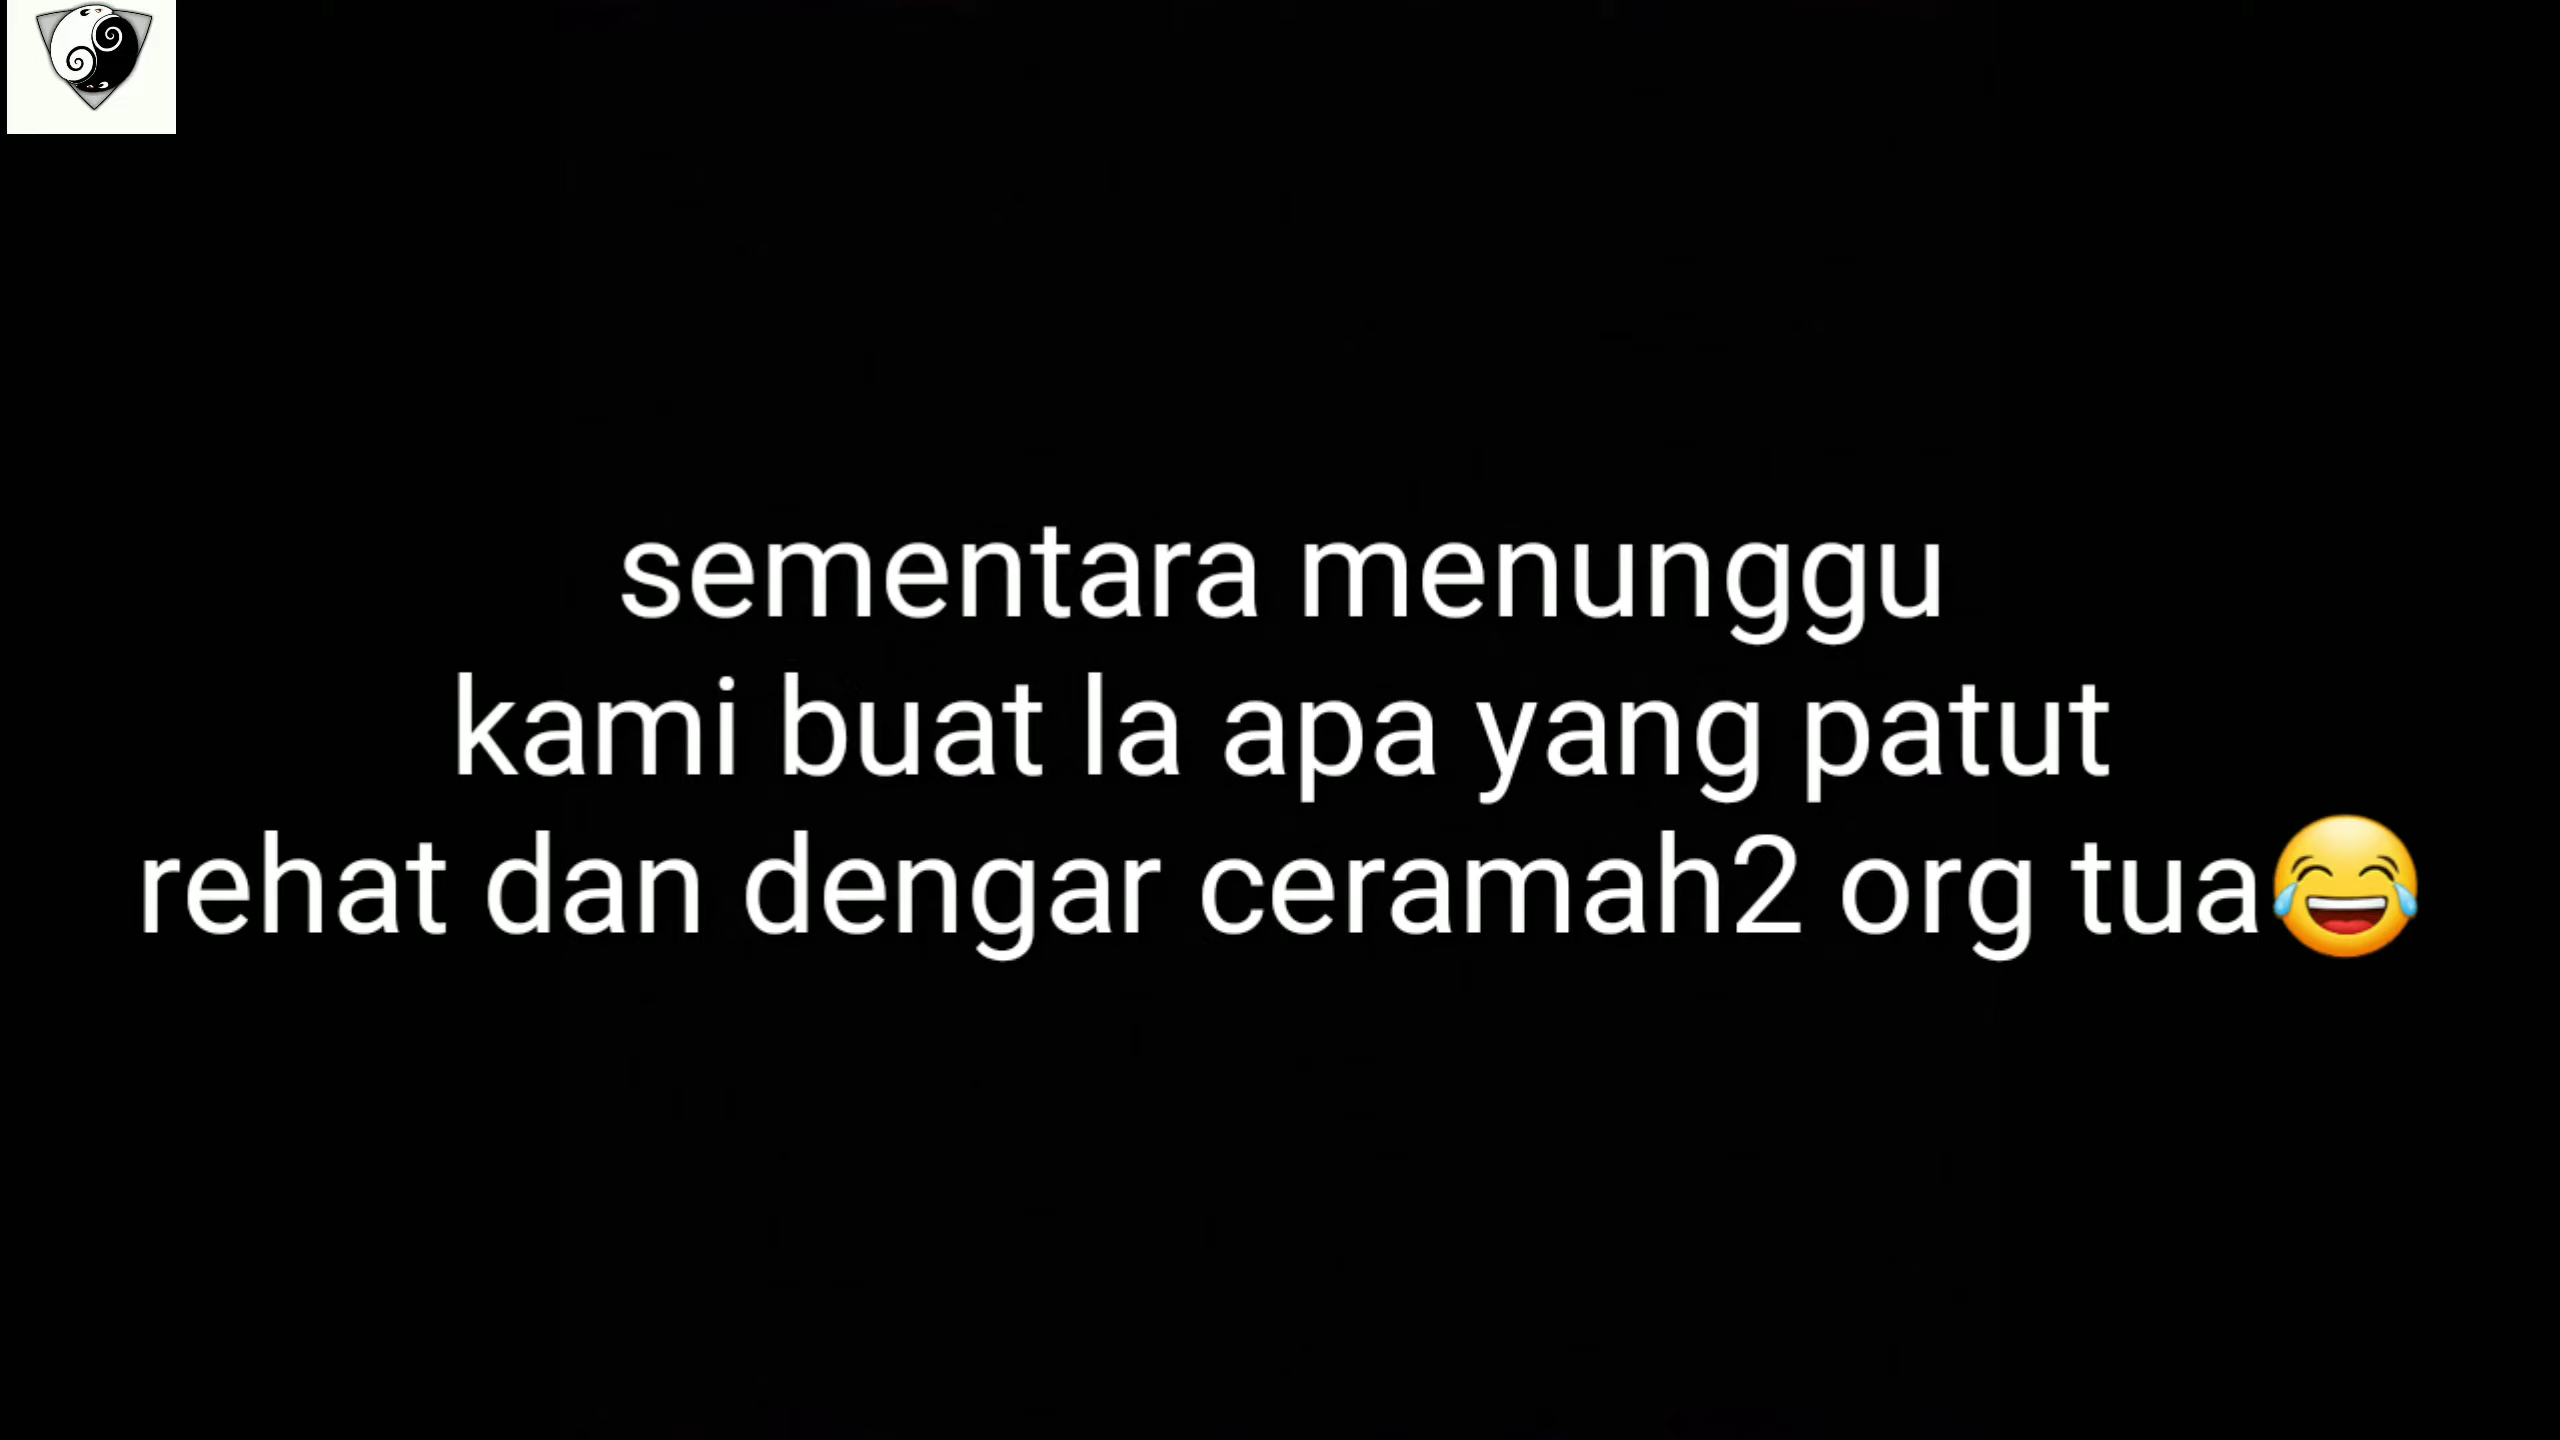 sementara menunggu
kami buat la apa yang patut
rehat dan dengar ceramah2 org tua😂